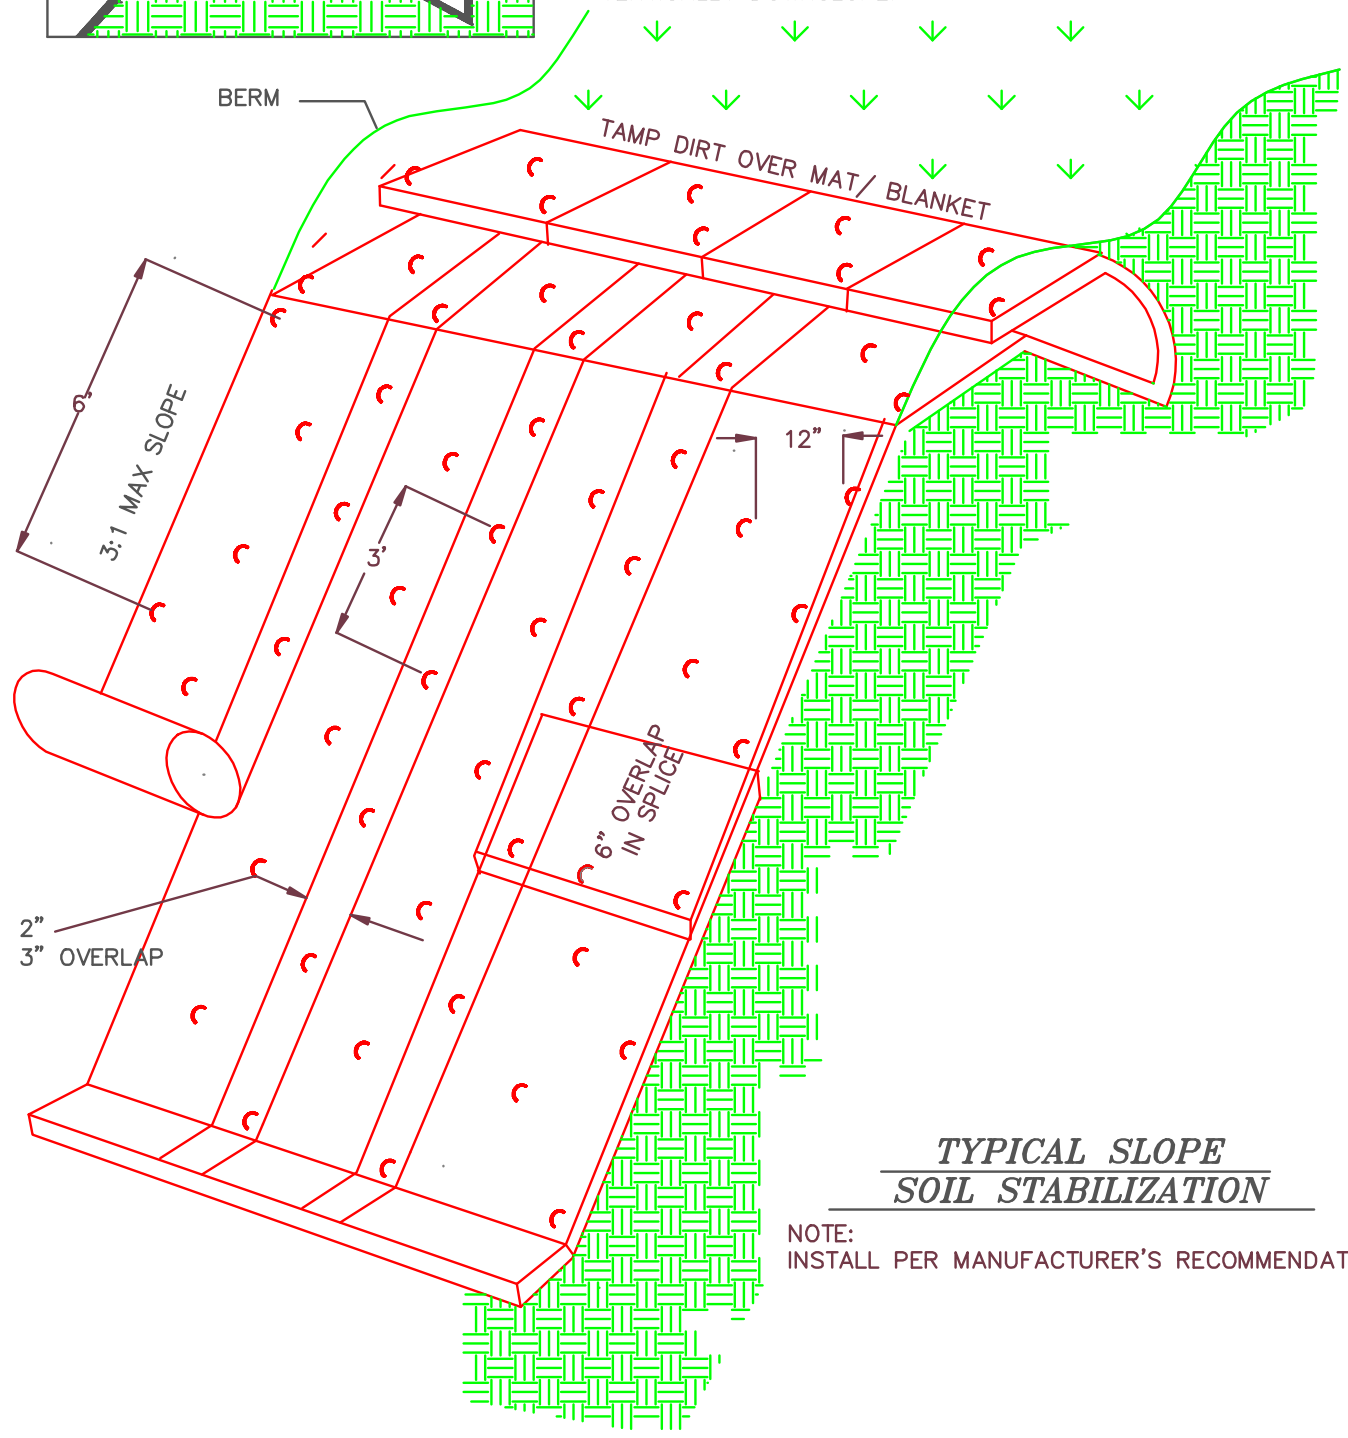 BERM
TAMP DIRT OVER MAT/ BLANKET
6'
3:1 MAX SLOPE
12"
3'
6" OVERLAP
IN SPLICE
2"
3" OVERLAP
TYPICAL SLOPE
SOIL STABILIZATION
NOTE:
INSTALL PER MANUFACTURER'S RECOMMENDAT